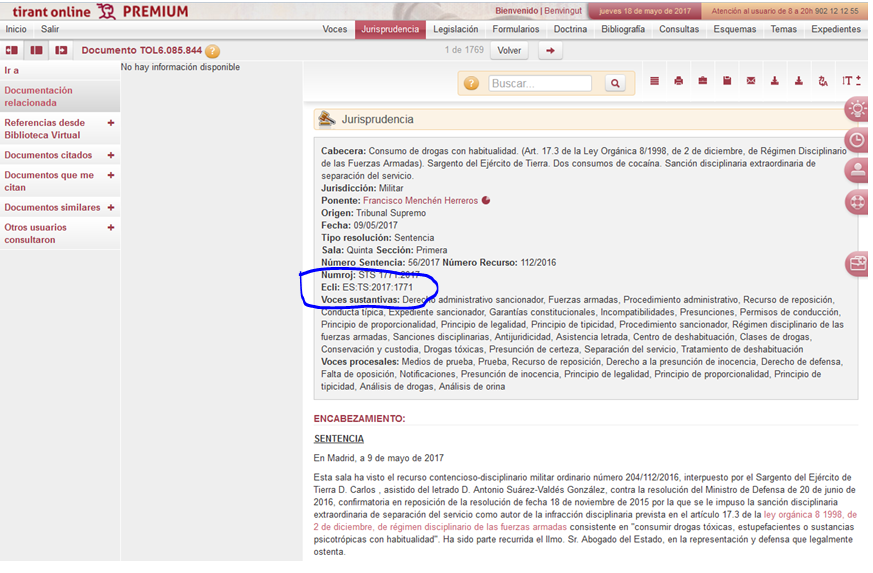 tirant online PREMIUM
Bienvenido | Benvingut
jueves 18 de mayo de 2017
Atención al usuario de 8 a 20h 902 12 12 55
Inicio Salir
Voces Jurisprudencia Legislación Formularios Doctrina Bibliografía Consultas Esquemas Temas Expedientes
Documento TOL6.085.844 ?
1 de 1769 Volver
Ir a
Documentación
relacionada
Referencias desde
Biblioteca Virtual +
Documentos citados +
Documentos que me
citan +
Documentos similares +
Otros usuarios
consultaron +
No hay información disponible
? Buscar...
Jurisprudencia
Cabecera: Consumo de drogas con habitualidad. (Art. 17.3 de la Ley Orgánica 8/1998, de 2 de diciembre, de Régimen Disciplinario
de las Fuerzas Armadas). Sargento del Ejército de Tierra. Dos consumos de cocaína. Sanción disciplinaria extraordinaria de
separación del servicio.
Jurisdicción: Militar
Ponente: Francisco Menchén Herreros
Origen: Tribunal Supremo
Fecha: 09/05/2017
Tipo resolución: Sentencia
Sala: Quinta Sección: Primera
Número Sentencia: 56/2017 Número Recurso: 112/2016
Numroj: STS 1771:2017
Ecli: ES:TS:2017:1771
Voces sustantivas: Derecho administrativo sancionador, Fuerzas armadas, Procedimiento administrativo, Recurso de reposición,
Conducta típica, Expediente sancionador, Garantías constitucionales, Incompatibilidades, Presunciones, Permisos de conducción,
Principio de proporcionalidad, Principio de legalidad, Principio de tipicidad, Procedimiento sancionador, Régimen disciplinario de las
fuerzas armadas, Sanciones disciplinarias, Antijuridicidad, Asistencia letrada, Centro de deshabituación, Clases de drogas,
Conservación y custodia, Drogas tóxicas, Presunción de certeza, Separación del servicio, Tratamiento de deshabituación
Voces procesales: Medios de prueba, Prueba, Recurso de reposición, Derecho a la presunción de inocencia, Derecho de defensa,
Falta de oposición, Notificaciones, Presunción de inocencia, Principio de legalidad, Principio de proporcionalidad, Principio de
tipicidad, Análisis de drogas, Análisis de orina
ENCABEZAMIENTO:
SENTENCIA
En Madrid, a 9 de mayo de 2017
Esta sala ha visto el recurso contencioso-disciplinario militar ordinario número 204/112/2016, interpuesto por el Sargento del Ejército de
Tierra D. Carlos , asistido del letrado D. Antonio Suárez-Valdés González, contra la resolución del Ministro de Defensa de 20 de junio de
2016, confirmatoria en reposición de la resolución de fecha 18 de noviembre de 2015 por la que se le impuso la sanción disciplinaria
extraordinaria de separación del servicio como autor de la infracción disciplinaria prevista en el artículo 17.3 de la ley orgánica 8 1998, de
2 de diciembre, de régimen disciplinario de las fuerzas armadas consistente en "consumir drogas tóxicas, estupefacientes o sustancias
psicotrópicas con habitualidad". Ha sido parte recurrida el Ilmo. Sr. Abogado del Estado, en la representación y defensa que legalmente
ostenta.